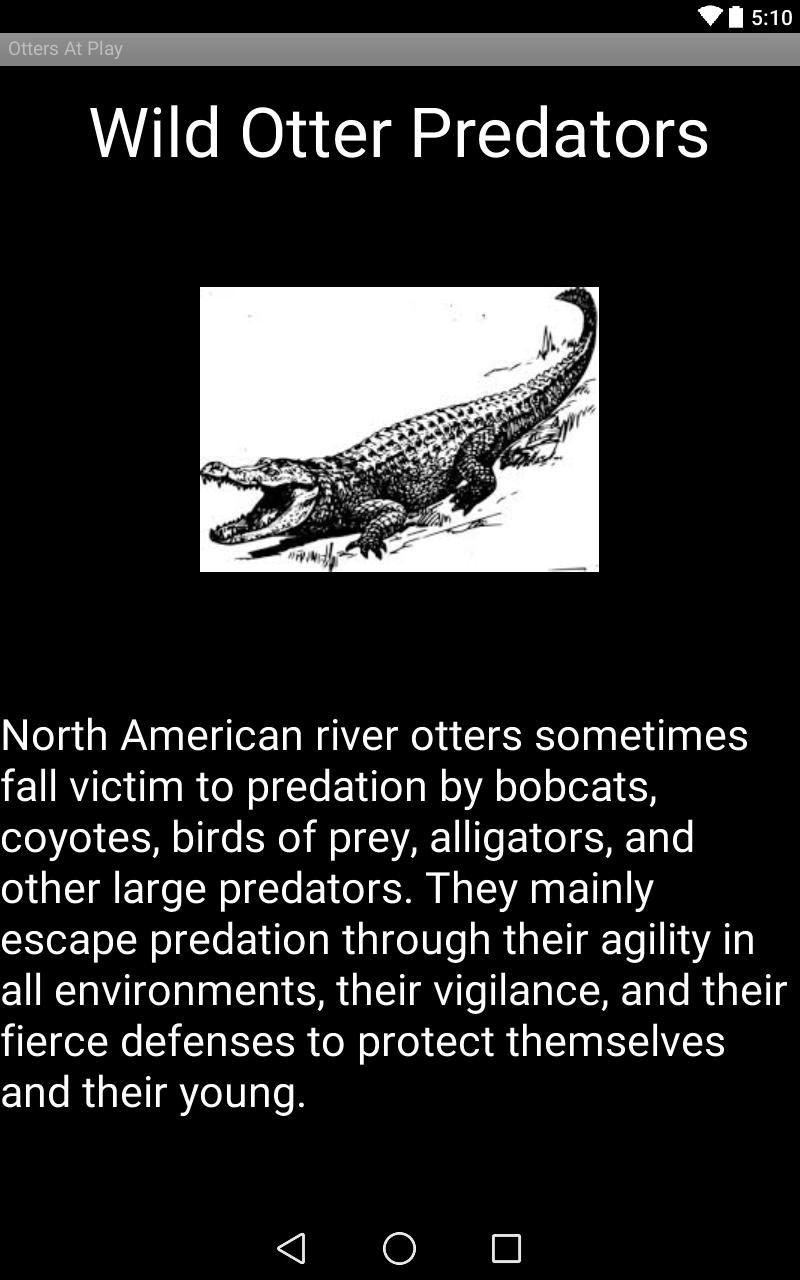 5:10
Otters At Play
Wild Otter Predators
North American river otters sometimes
fall victim to predation by bobcats,
coyotes, birds of prey, alligators, and
other large predators. They mainly
escape predation through their agility in
all environments, their vigilance, and their
fierce defenses to protect themselves
and their young.